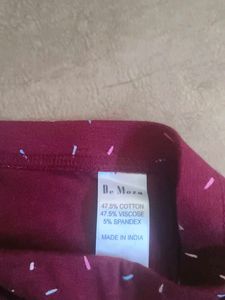 De Moza
47.5% COTTON
47.5% VISCOSE
5% SPANDEX
MADE IN INDIA